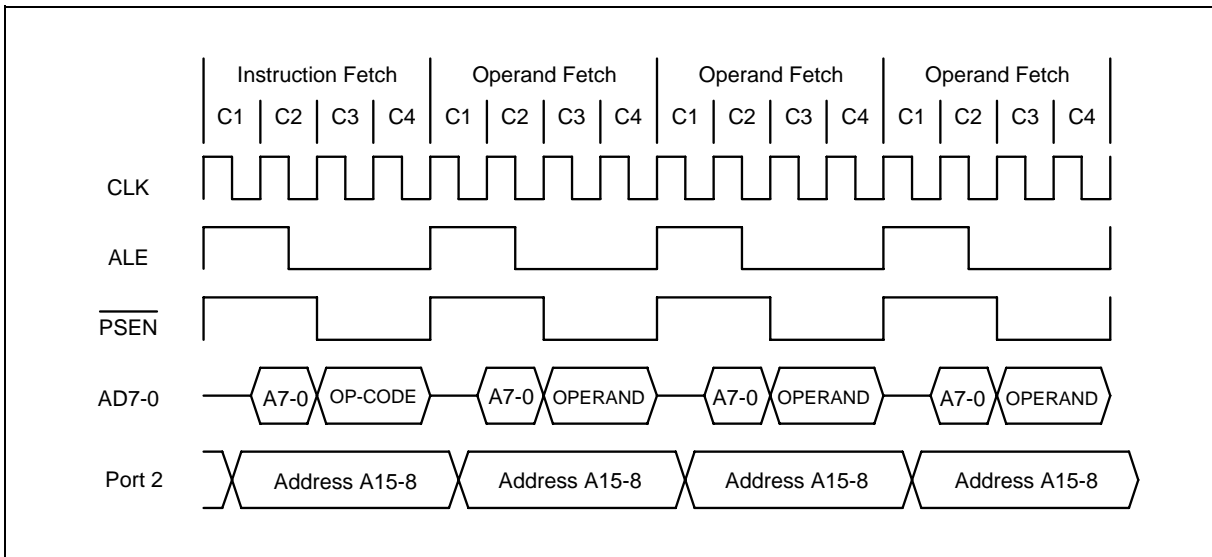 Instruction Fetch Operand Fetch Operand Fetch Operand Fetch
C1 C2 C3 C4 C1 C2 C3 C4 C1 C2 C3 C4 C1 C2 C3 C4
CLK
ALE
PSEN
AD7-0 A7-0 OP-CODE A7-0 OPERAND A7-0 OPERAND A7-0 OPERAND
Port 2 Address A15-8 Address A15-8 Address A15-8 Address A15-8